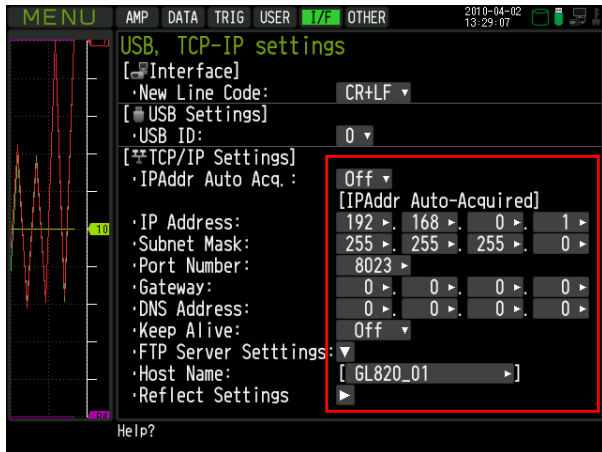 MENU AMP DATA TRIG USER I/F OTHER 2010-04-02
13:29:07
USB, TCP-IP settings
[Interface]
·New Line Code: CR+LF
[USB Settings]
·USB ID: 0
[TCP/IP Settings]
·IPAddr Auto Acq.: Off
[IPAddr Auto-Acquired]
·IP Address: 192 . 168 . 0 . 1
·Subnet Mask: 255 . 255 . 255 . 0
10
·Port Number: 8023
·Gateway: 0 . 0 . 0 . 0
·DNS Address: 0 . 0 . 0 . 0
·Keep Alive: Off
·FTP Server Setttings:
·Host Name: [ GL820_01 ]
·Reflect Settings
Help?